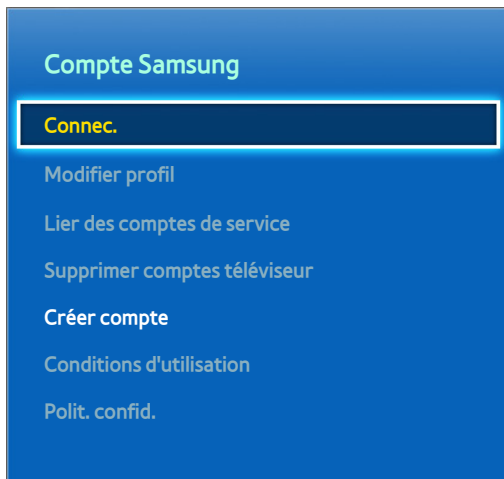 Compte Samsung
Connec.
Modifier profil
Lier des comptes de service
Supprimer comptes téléviseur
Créer compte
Conditions d'utilisation
Polit. confid.